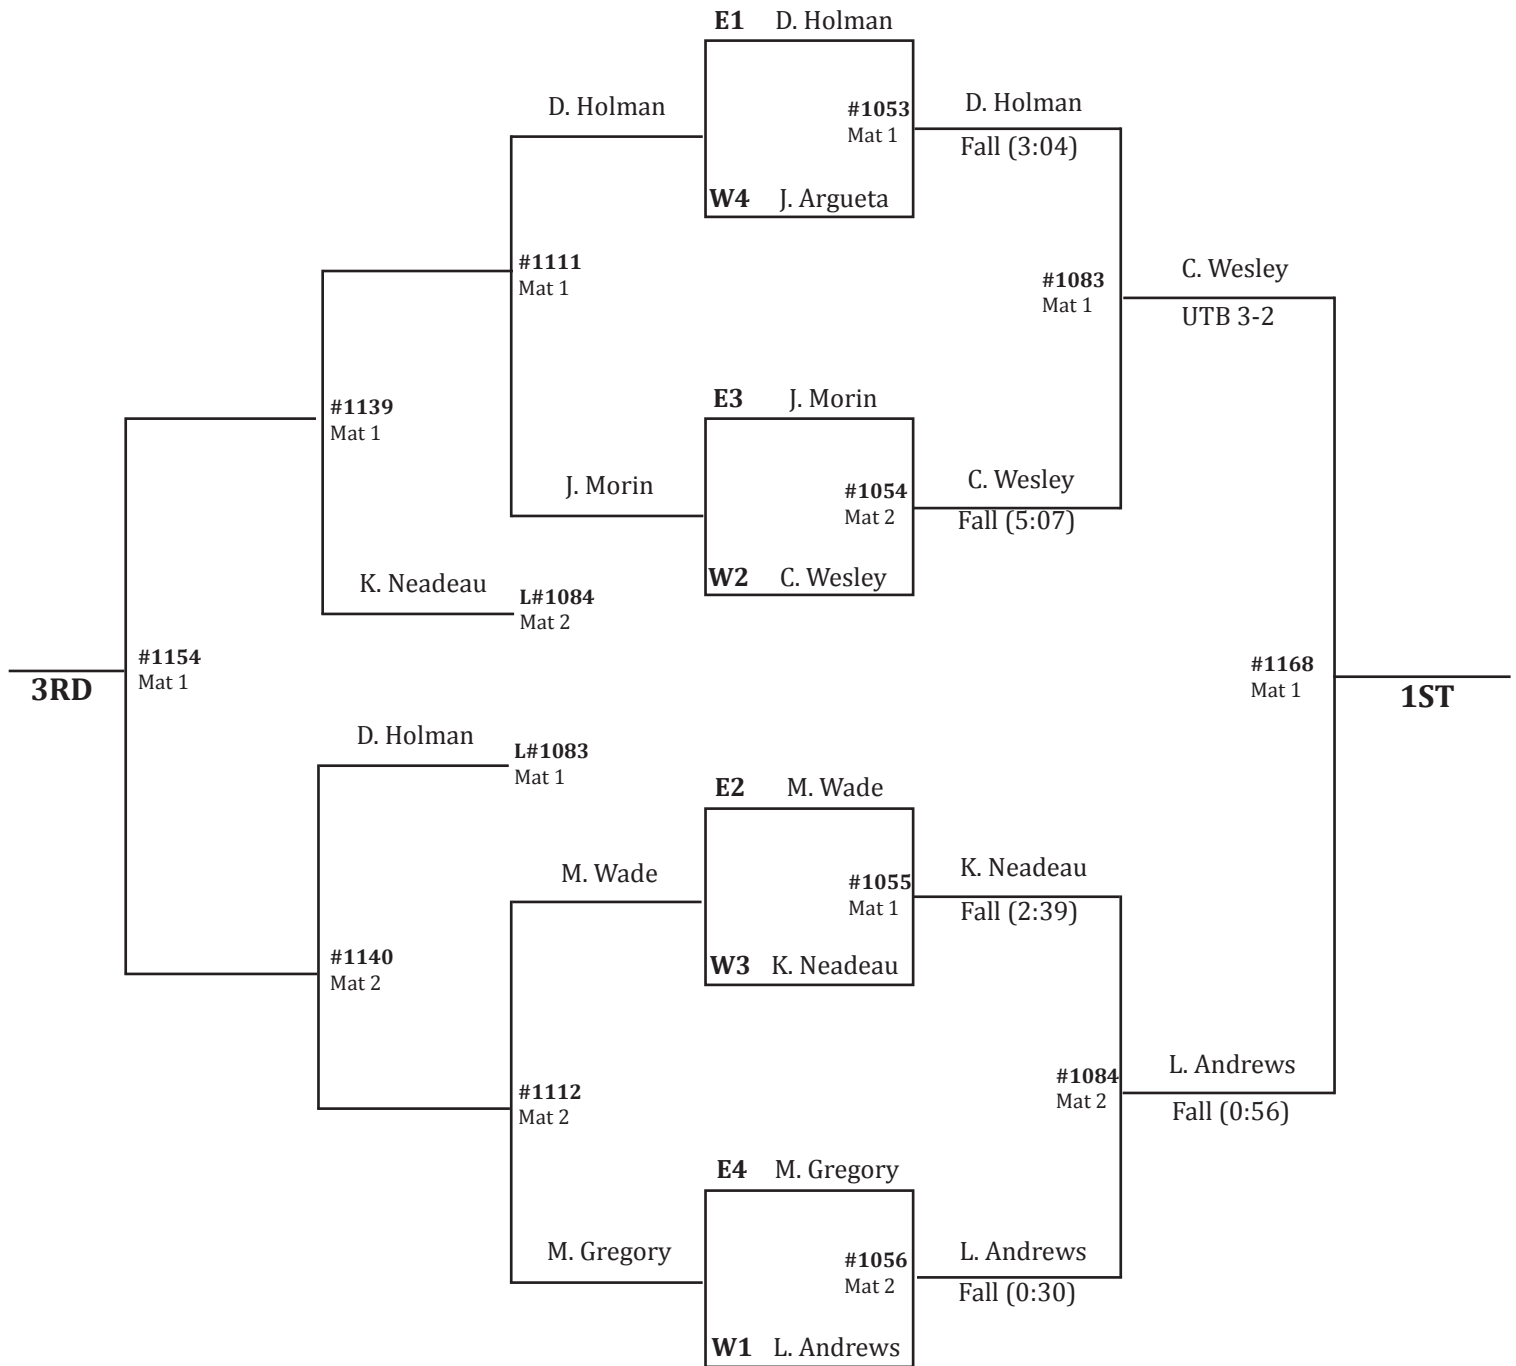 E1 D. Holman
D. Holman
#1053
Mat 1
D. Holman
Fall (3:04)
W4 J. Argueta
#1111
Mat 1
#1083
Mat 1
C. Wesley
UTB 3-2
#1139
Mat 1
E3 J. Morin
J. Morin
#1054
Mat 2
C. Wesley
Fall (5:07)
W2 C. Wesley
K. Neadeau
L#1084
Mat 2
#1154
Mat 1
3RD
#1168
Mat 1
1ST
D. Holman
L#1083
Mat 1
E2 M. Wade
M. Wade
#1055
Mat 1
K. Neadeau
Fall (2:39)
W3 K. Neadeau
#1140
Mat 2
#1112
Mat 2
#1084
Mat 2
L. Andrews
Fall (0:56)
E4 M. Gregory
M. Gregory
#1056
Mat 2
L. Andrews
Fall (0:30)
W1 L. Andrews